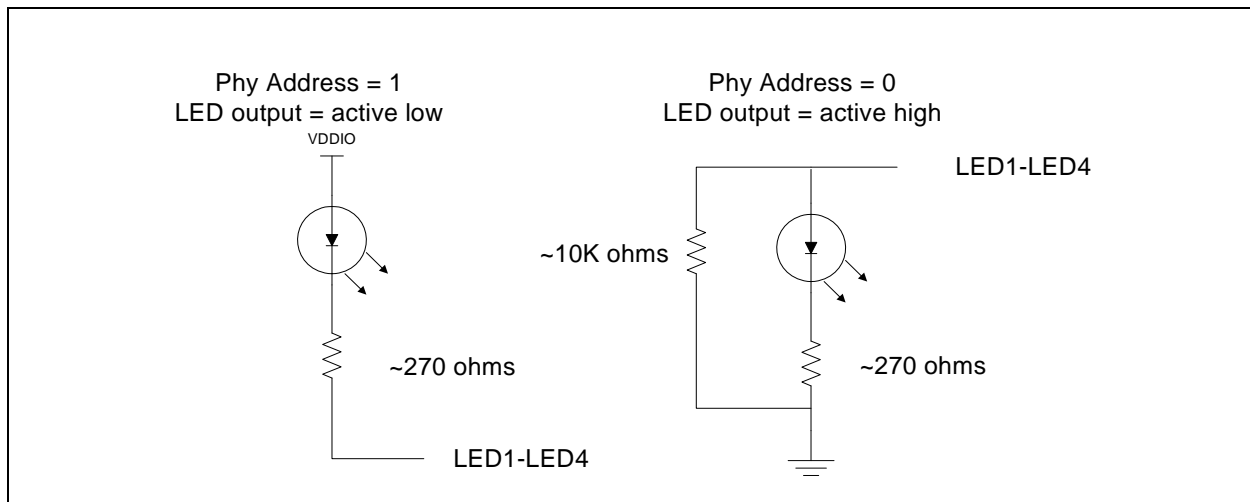 Phy Address = 1
LED output = active low
VDDIO
~270 ohms
LED1-LED4
Phy Address = 0
LED output = active high
LED1-LED4
~10K ohms
~270 ohms